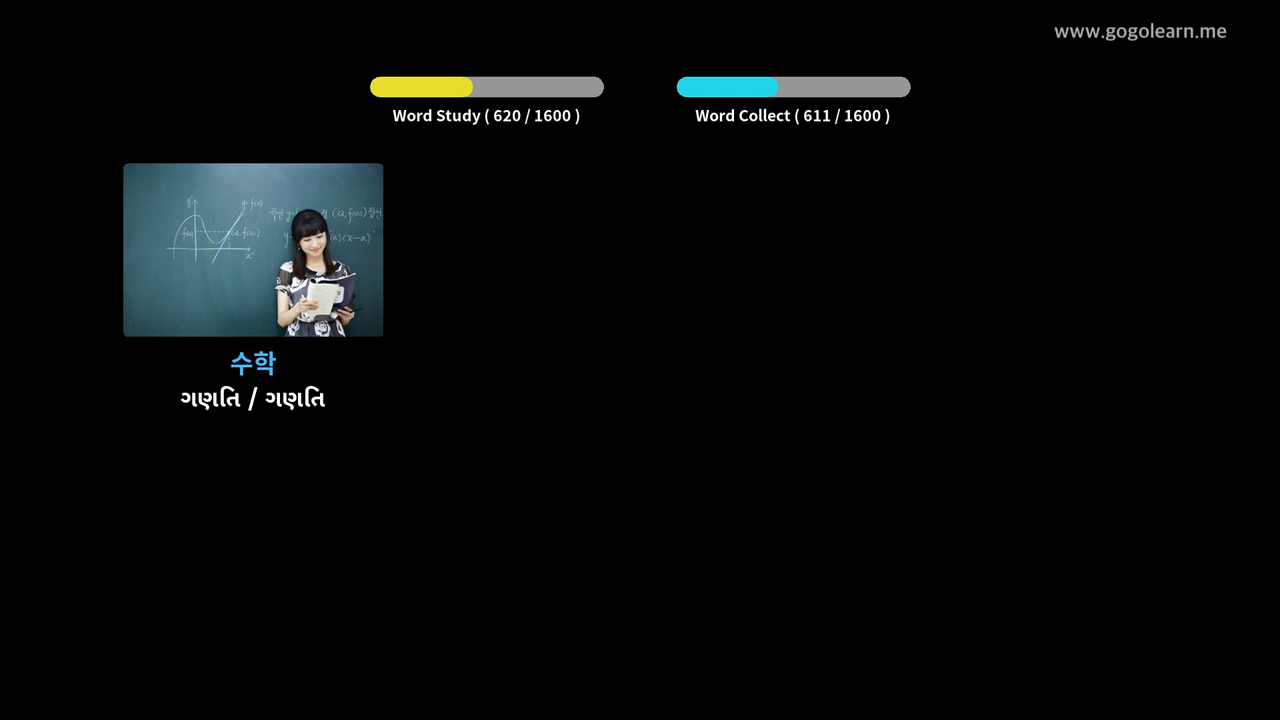 www.gogolearn.me
Word Study ( 620 / 1600 )
Word Collect ( 611 / 1600 )
y=f(x)
f(a)
(a, f(a))
x
수학
ગણતિ / ગણતિ